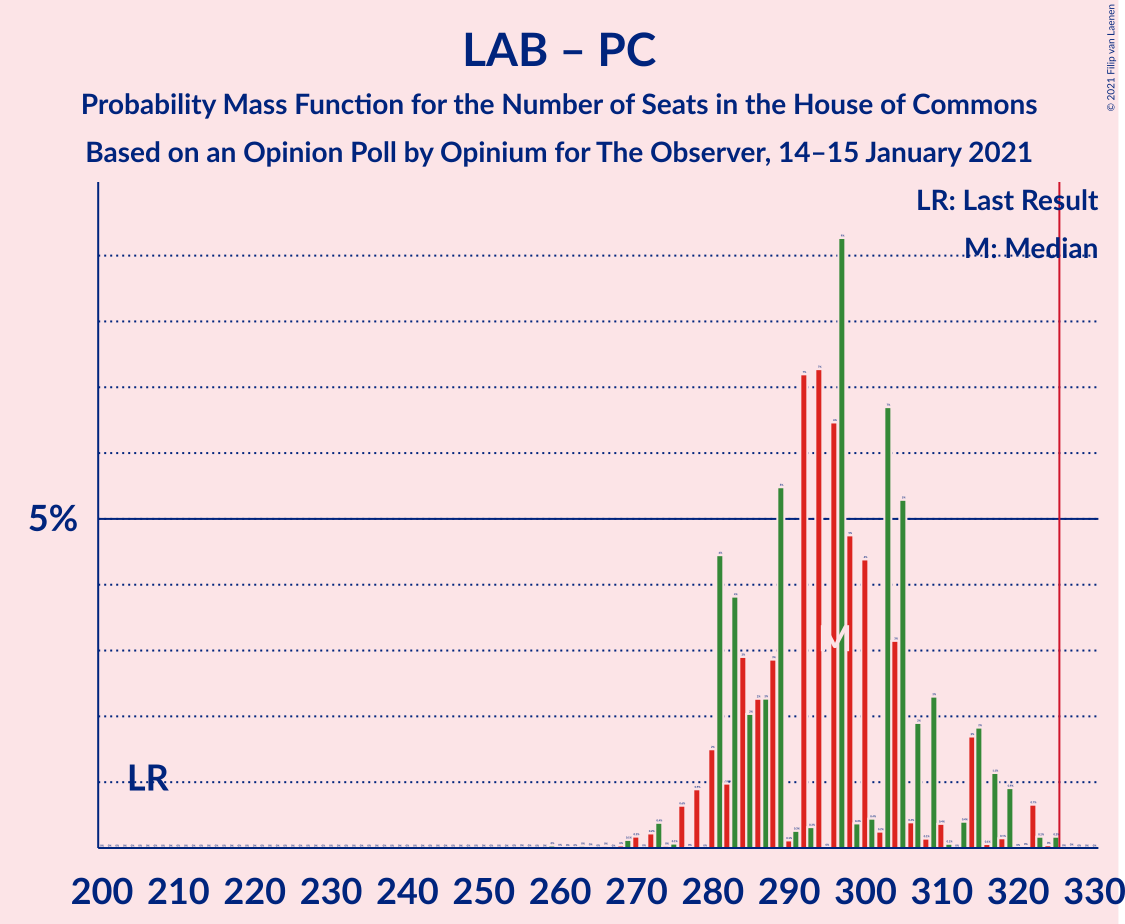 LAB – PC
Probability Mass Function for the Number of Seats in the House of Commons
Based on an Opinion Poll by Opinium for The Observer, 14–15 January 2021
© 2021 Filip van Laenen
LR: Last Result
M: Median
5%
M
LR
200 210 220 230 240 250 260 270 280 290 300 310 320 330